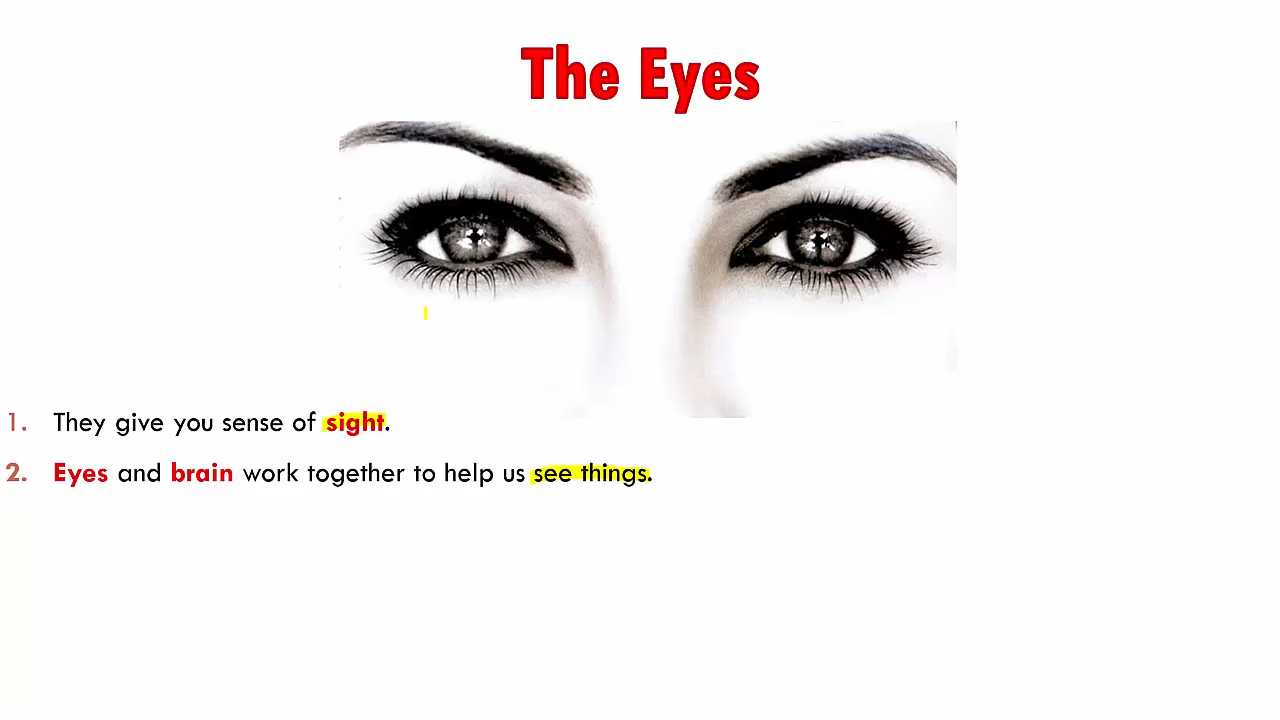 The Eyes
1. They give you sense of sight.
2. Eyes and brain work together to help us see things.